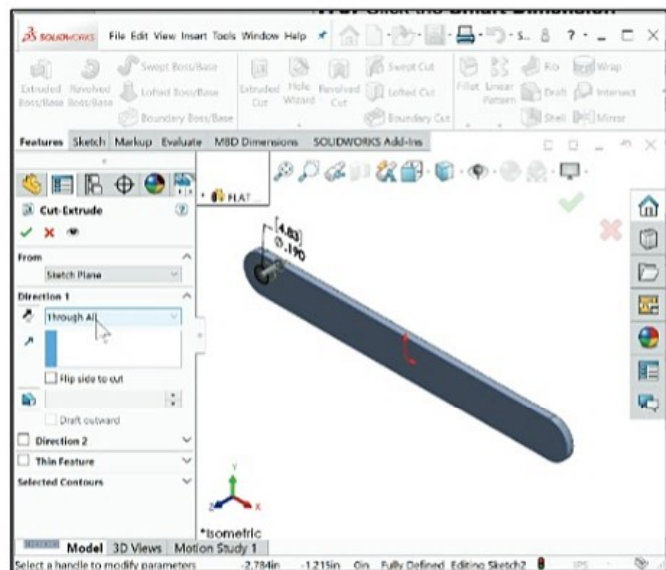 SOLIDWORKS File Edit View Insert Tools Window Help S.. ?
Extruded Boss/Base
Revolved Boss/Base
Swept Boss/Base
Lofted Boss/Base
Boundary Boss/Base
Extruded Cut
Hole Wizard
Revolved Cut
Swept Cut
Lofted Cut
Boundary Cut
Fillet
Linear Pattern
Rib
Draft
Shell
Wrap
Intersect
Mirror
Features Sketch Markup Evaluate MBD Dimensions SOLIDWORKS Add-Ins
FLAT ...
Cut-Extrude
From
Sketch Plane
Direction 1
Through All
Flip side to cut
Draft outward
Direction 2
Thin Feature
Selected Contours
[4.83]
Ø.190
Y
Z
X
*Isometric
Model 3D Views Motion Study 1
Select a handle to modify parameters -2.784in -1.215in 0in Fully Defined Editing Sketch2 IPS